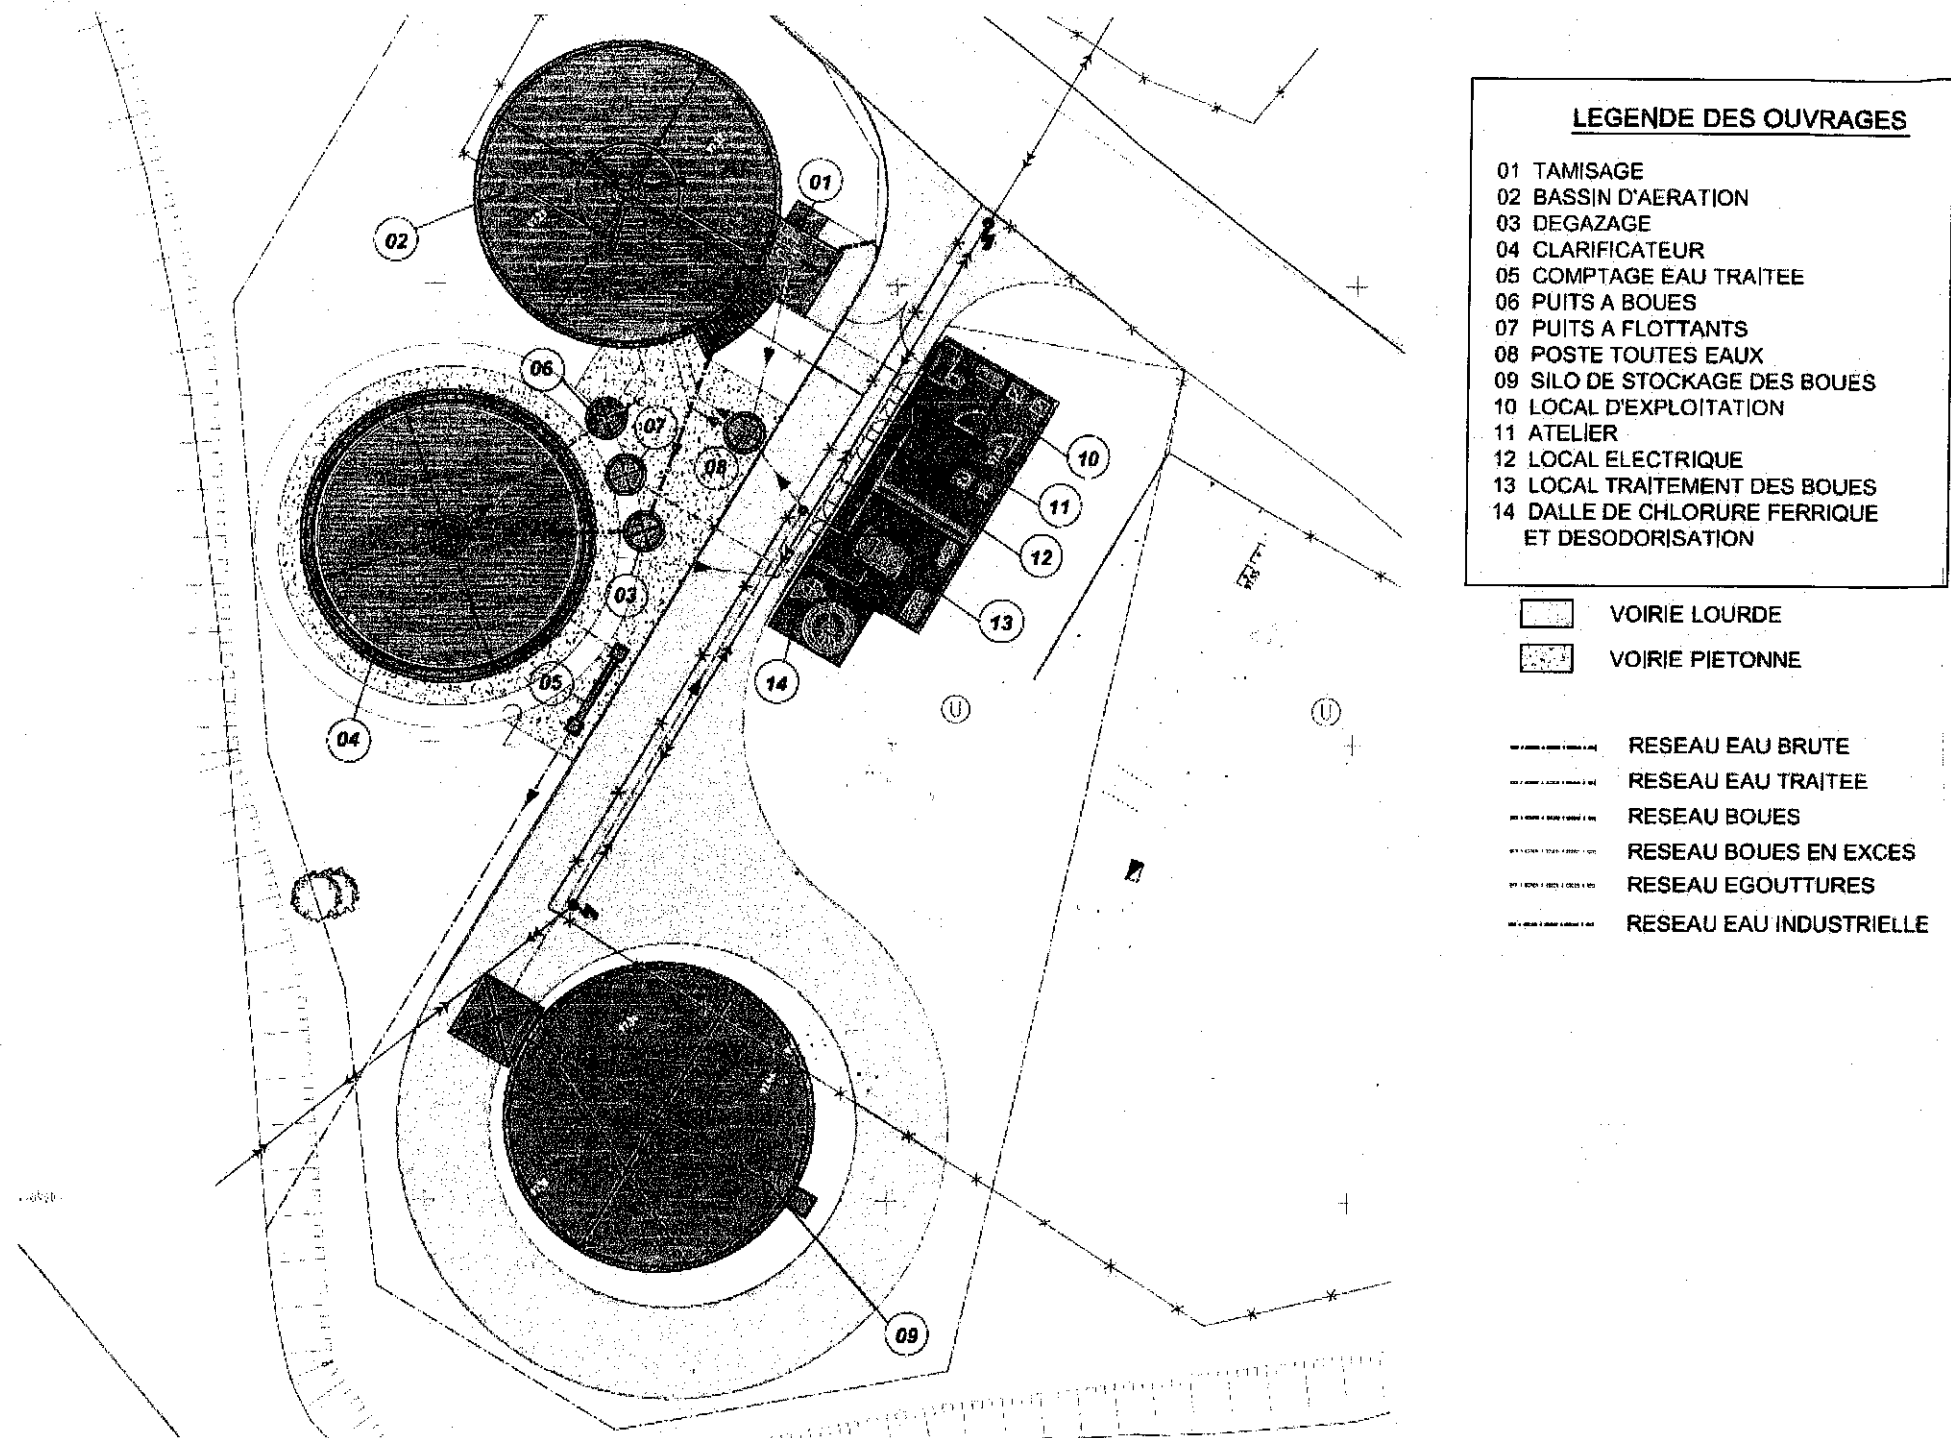 01
02
06
07
08
10
11
12
03
13
05
14
04
09
U
U
LEGENDE DES OUVRAGES
01 TAMISAGE
02 BASSIN D'AERATION
03 DEGAZAGE
04 CLARIFICATEUR
05 COMPTAGE EAU TRAITEE
06 PUITS A BOUES
07 PUITS A FLOTTANTS
08 POSTE TOUTES EAUX
09 SILO DE STOCKAGE DES BOUES
10 LOCAL D'EXPLOITATION
11 ATELIER
12 LOCAL ELECTRIQUE
13 LOCAL TRAITEMENT DES BOUES
14 DALLE DE CHLORURE FERRIQUE
ET DESODORISATION
VOIRIE LOURDE
VOIRIE PIETONNE
RESEAU EAU BRUTE
RESEAU EAU TRAITEE
RESEAU BOUES
RESEAU BOUES EN EXCES
RESEAU EGOUTTURES
RESEAU EAU INDUSTRIELLE